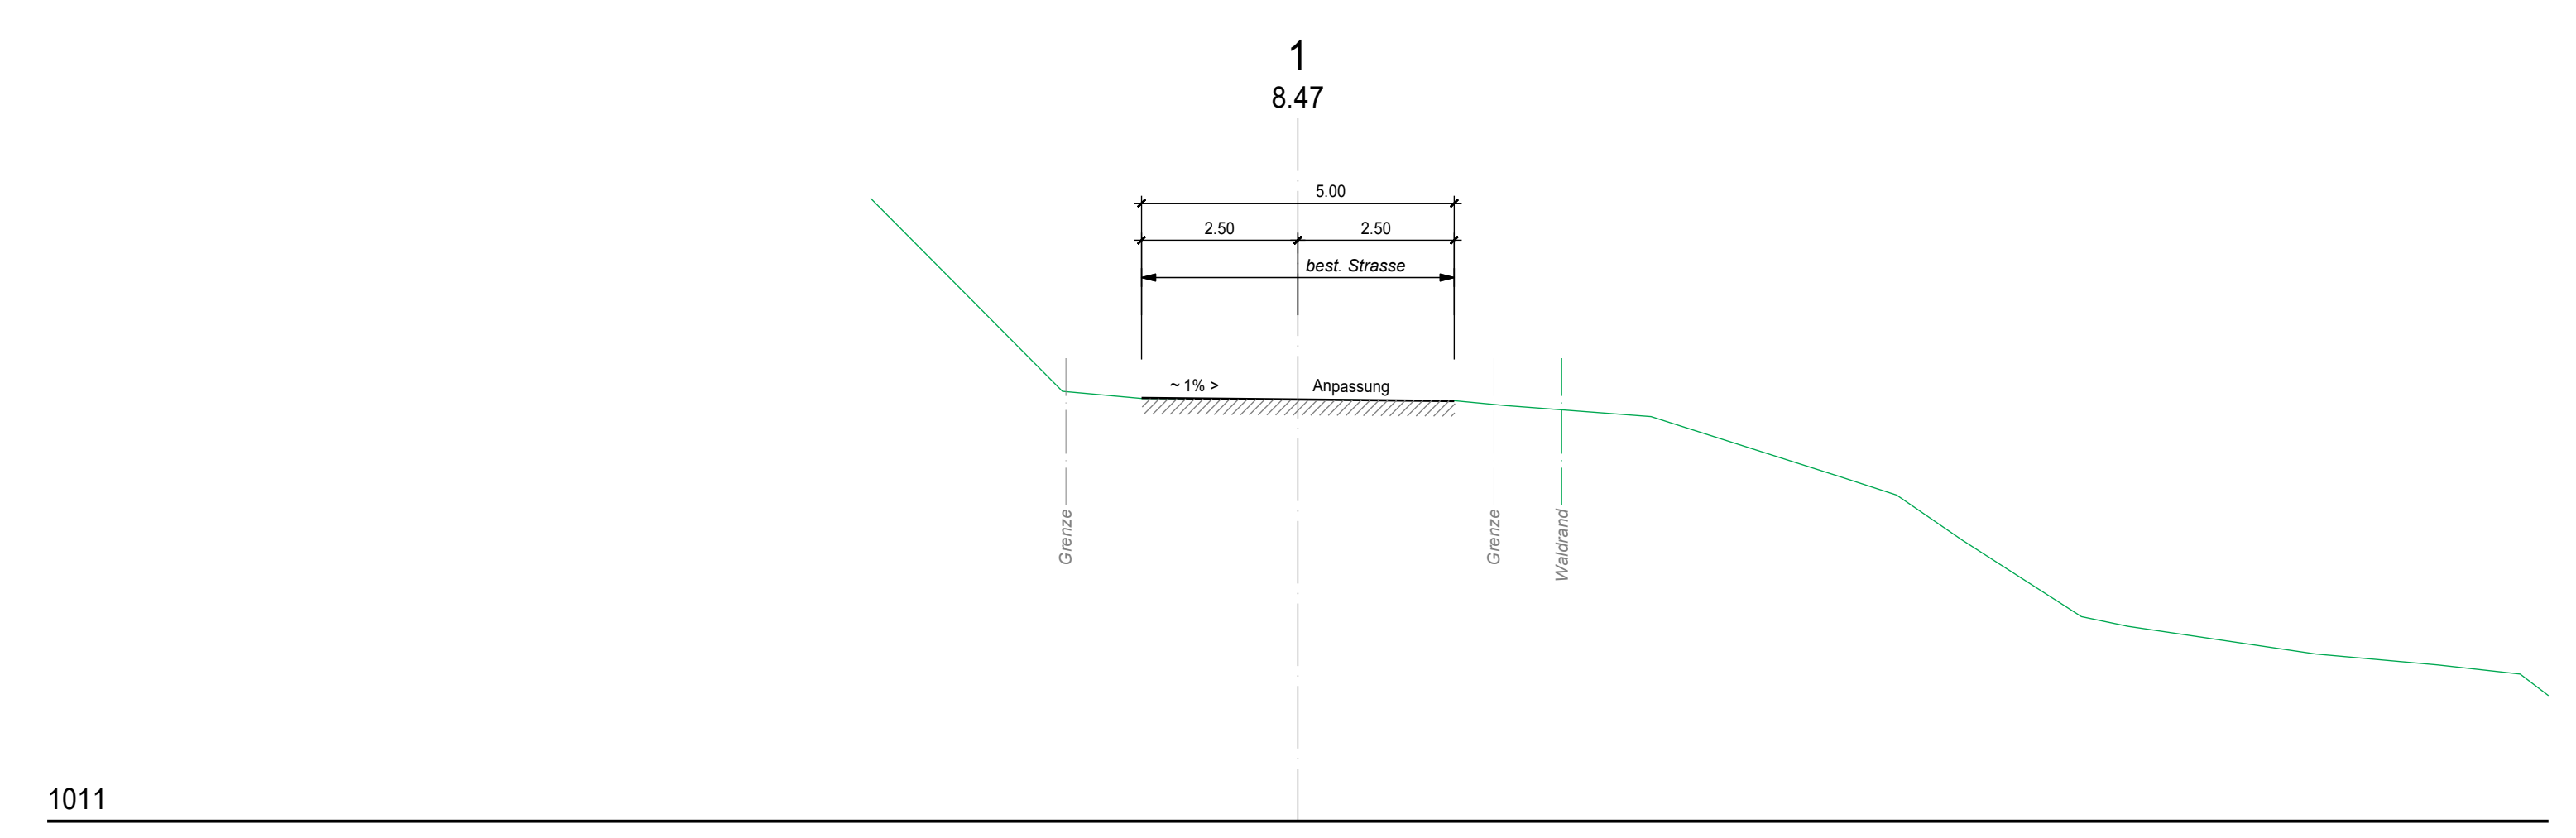 1
8.47
5.00
2.50 2.50
best. Strasse
~ 1% > Anpassung
Grenze Grenze Waldrand
1011